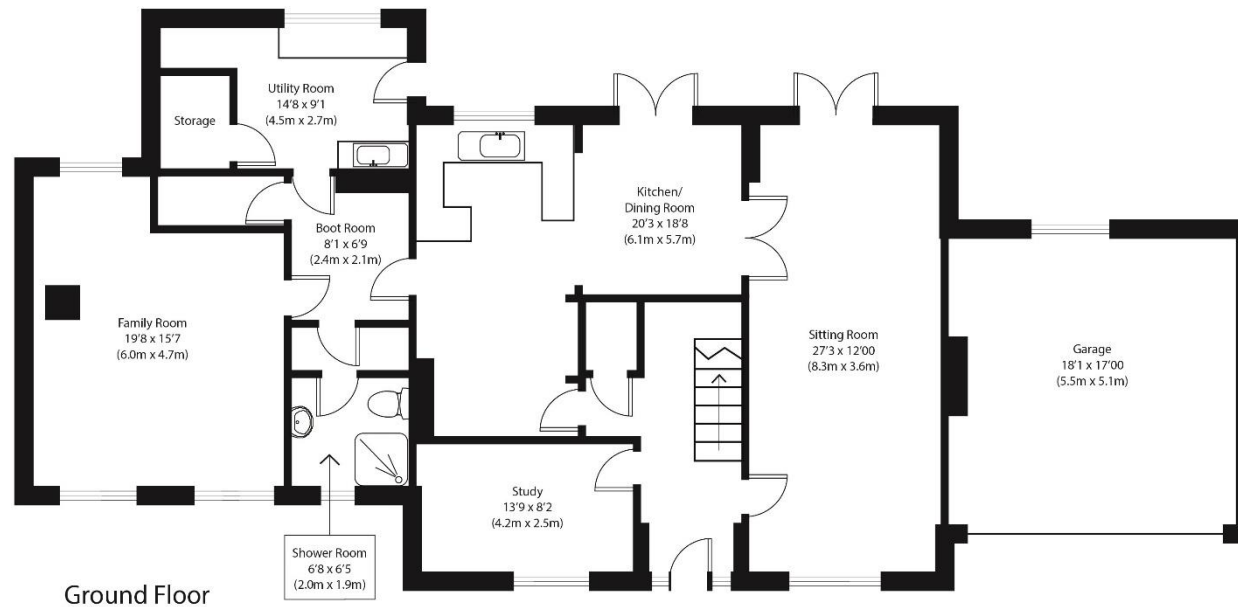 Utility Room
14'8 x 9'1
(4.5m x 2.7m)
Storage
Boot Room
8'1 x 6'9
(2.4m x 2.1m)
Kitchen/
Dining Room
20'3 x 18'8
(6.1m x 5.7m)
Family Room
19'8 x 15'7
(6.0m x 4.7m)
Sitting Room
27'3 x 12'00
(8.3m x 3.6m)
Garage
18'1 x 17'00
(5.5m x 5.1m)
Study
13'9 x 8'2
(4.2m x 2.5m)
Shower Room
6'8 x 6'5
(2.0m x 1.9m)
Ground Floor